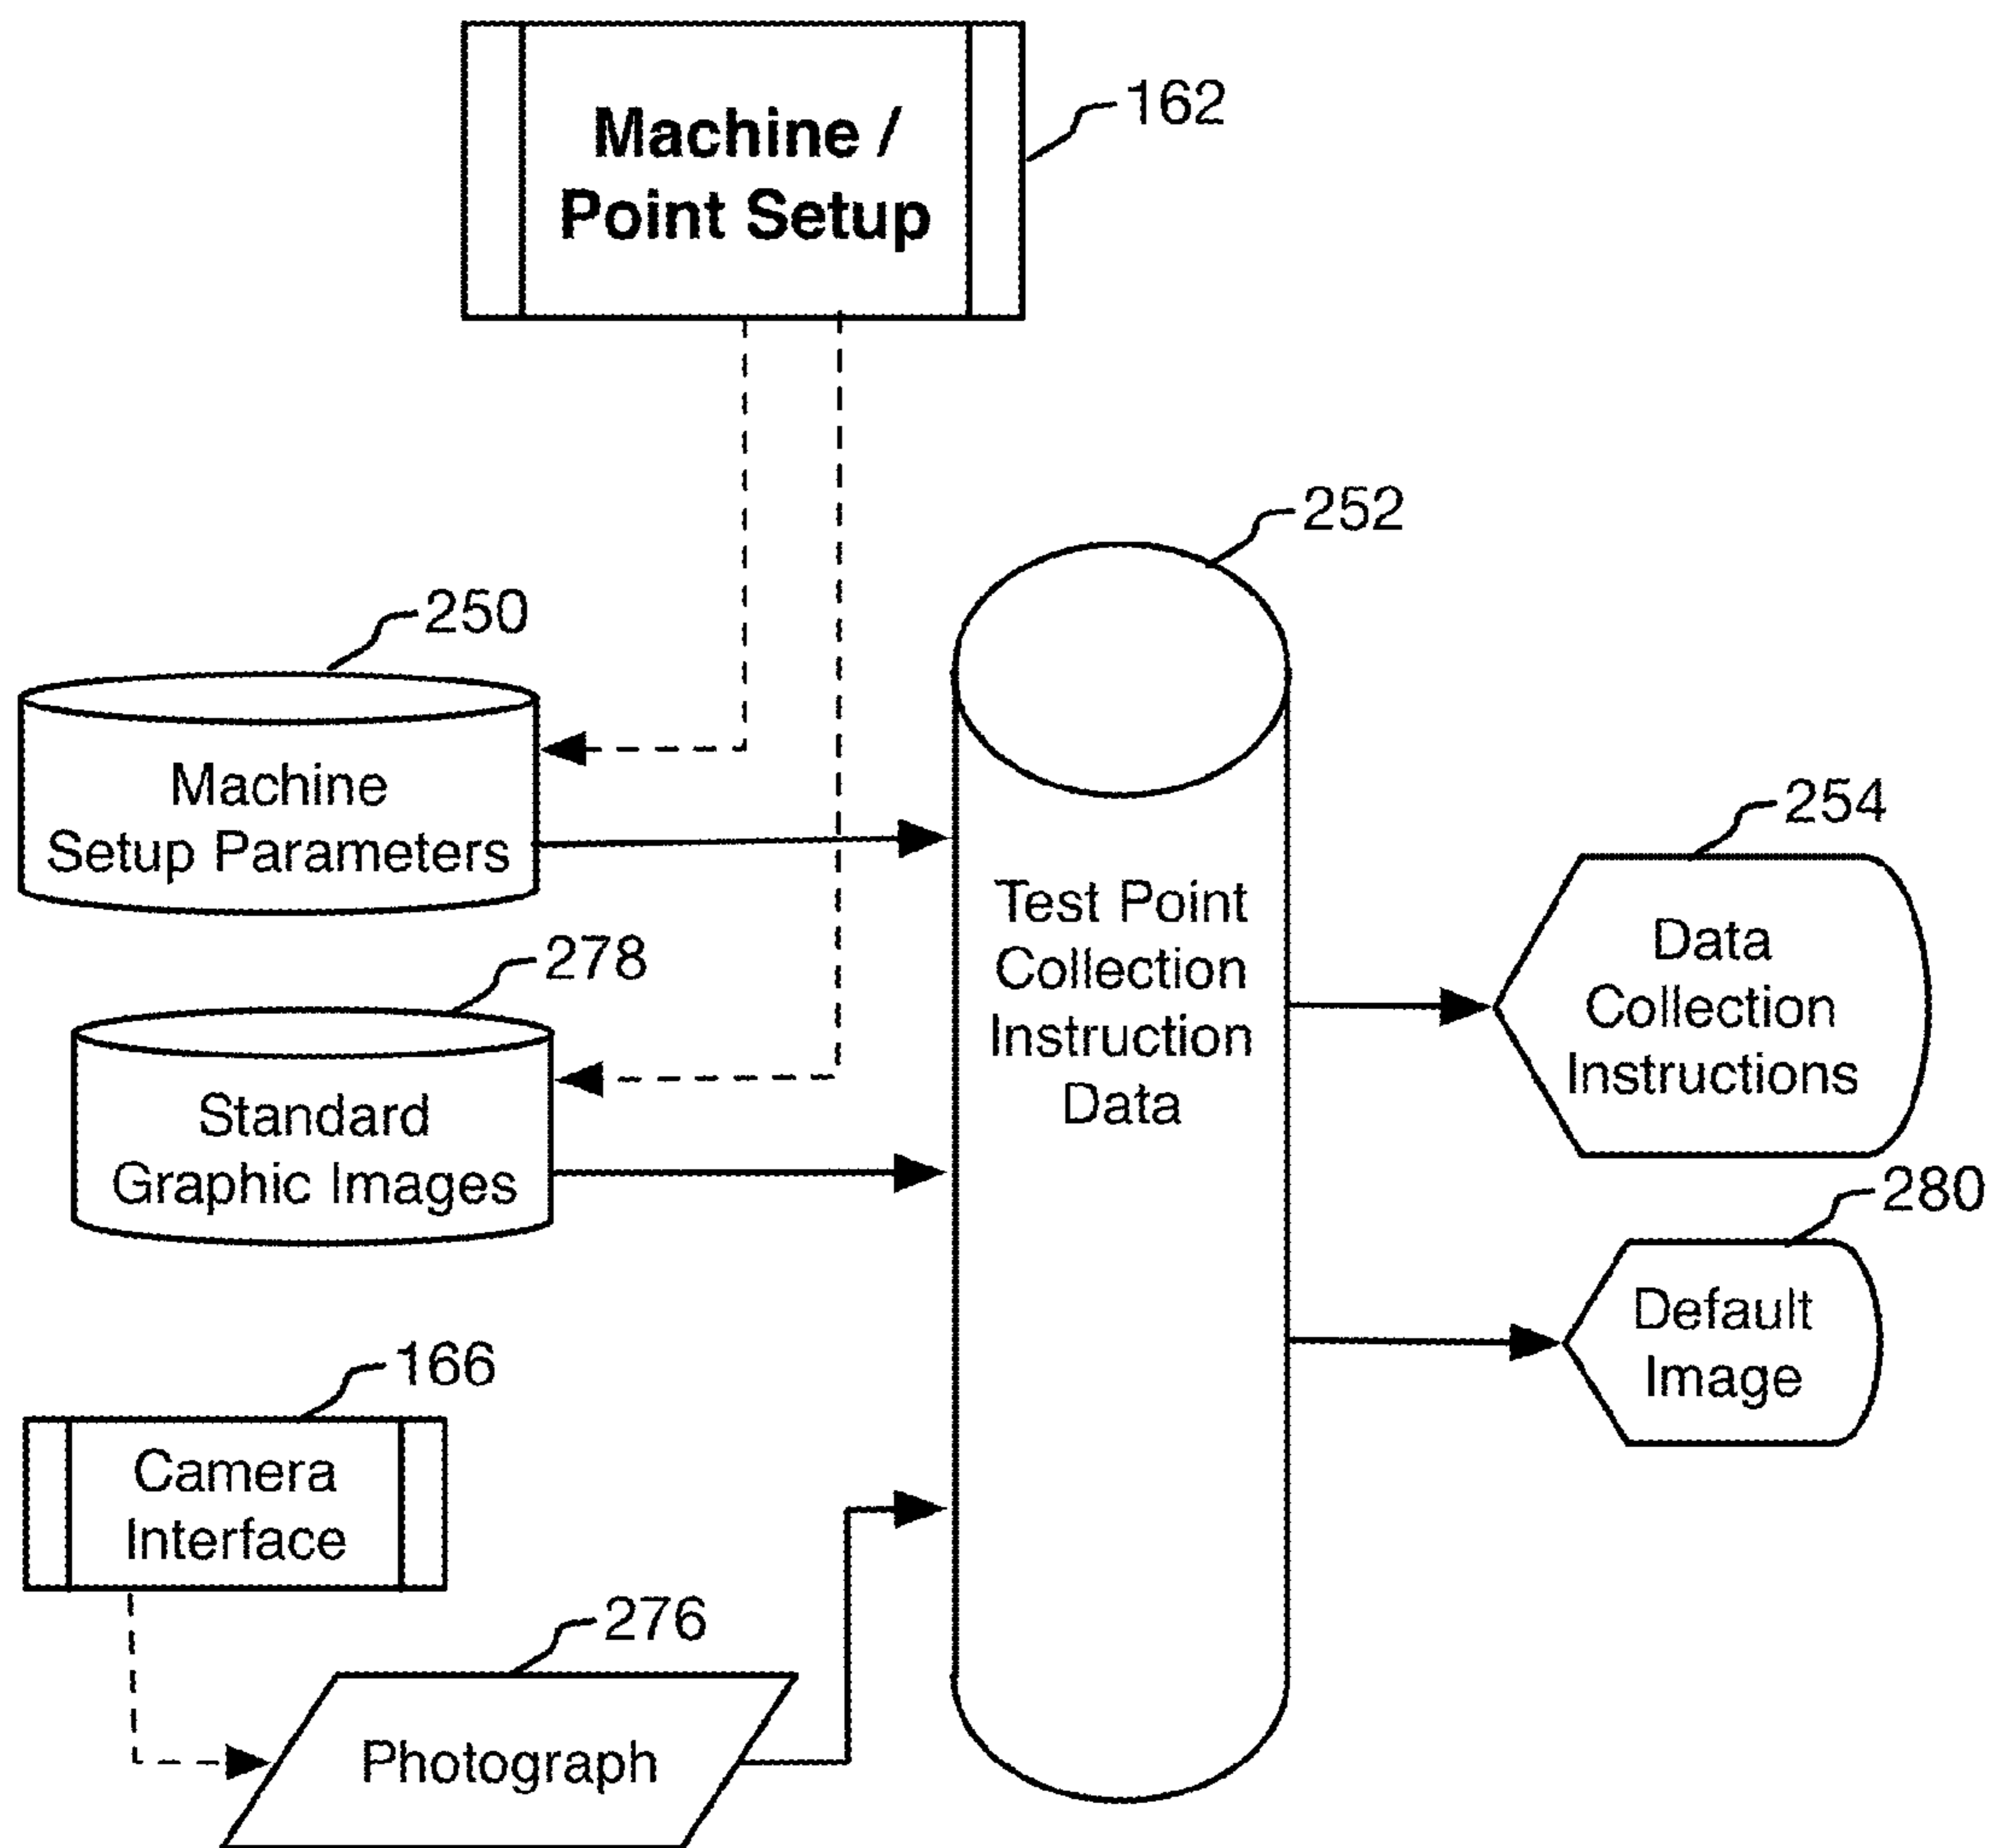 Machine /
Point Setup
162
252
250
Machine
Setup Parameters
254
Test Point
Collection
Instruction
Data
Data
Collection
Instructions
278
Standard
Graphic Images
280
Default
Image
166
Camera
Interface
276
Photograph